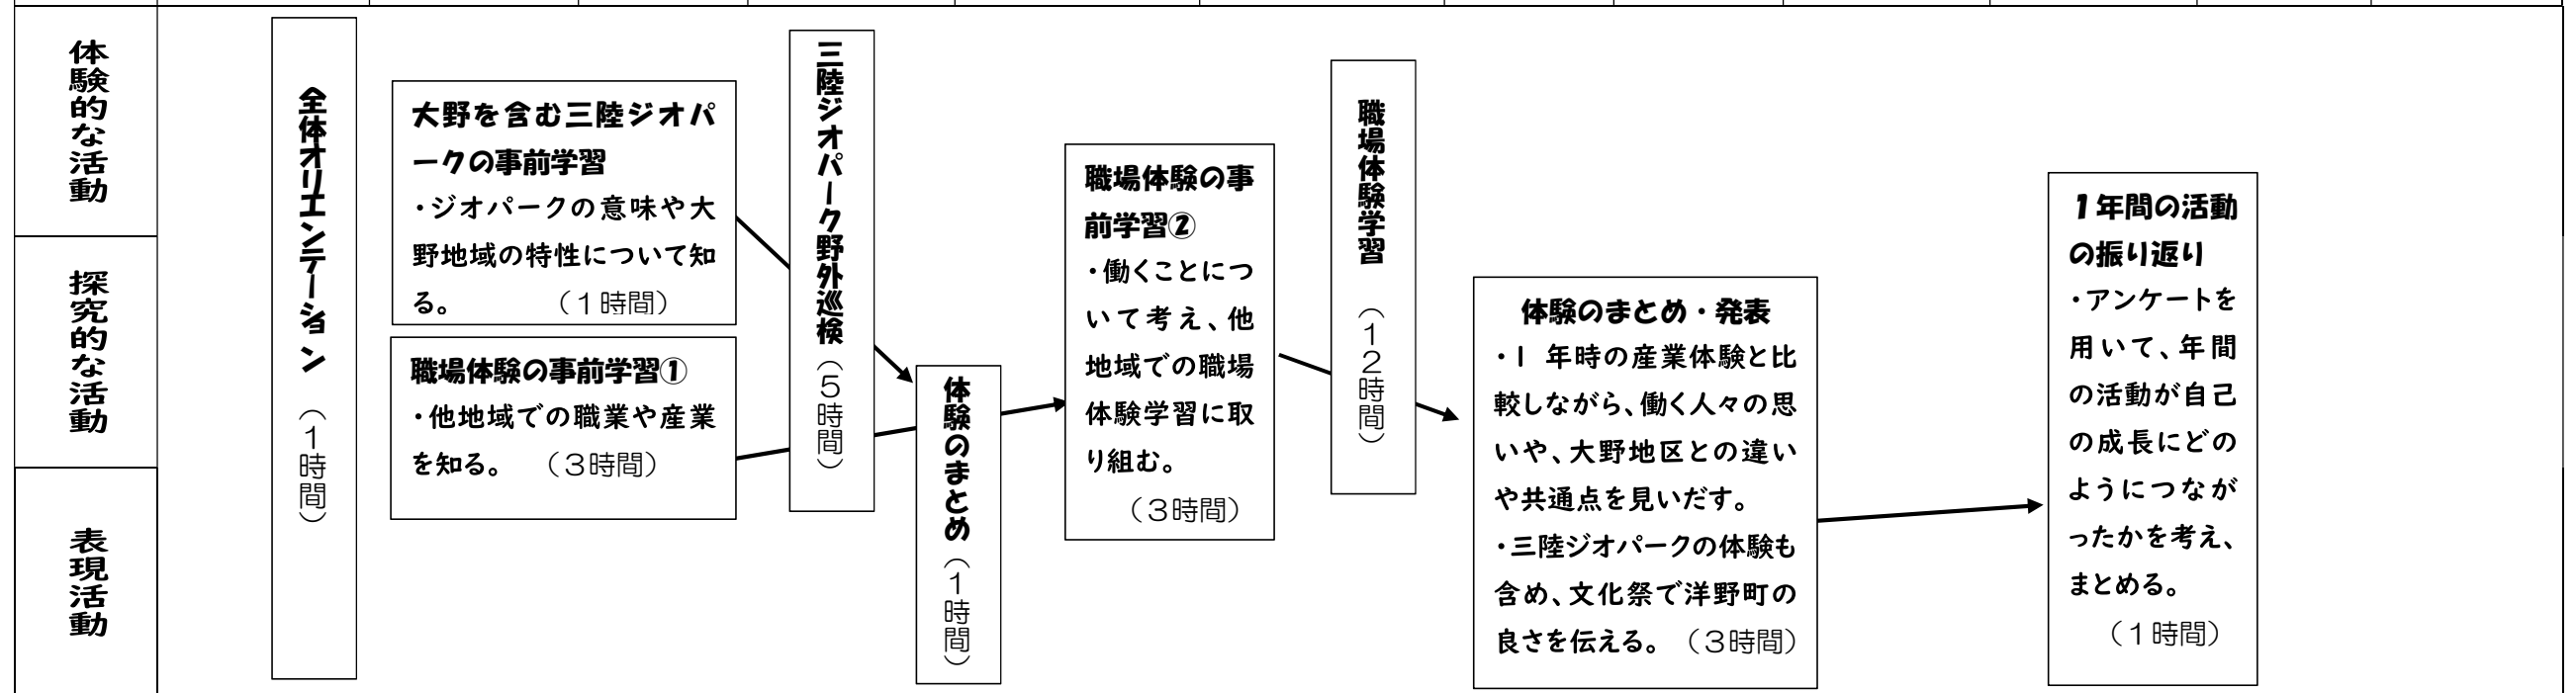 体験的な活動
探究的な活動
表現活動
全体オリエンテーション（１時間）
大野を含む三陸ジオパ
ークの事前学習
・ジオパークの意味や大
野地域の特性について知
る。　（１時間）
職場体験の事前学習①
・他地域での職業や産業
を知る。　（３時間）
三陸ジオパーク野外巡検（５時間）
体験のまとめ（１時間）
職場体験の事
前学習②
・働くことにつ
いて考え、他
地域での職場
体験学習に取
り組む。
（３時間）
職場体験学習　（１２時間）
体験のまとめ・発表
・１年時の産業体験と比
較しながら、働く人々の思
いや、大野地区との違い
や共通点を見いだす。
・三陸ジオパークの体験も
含め、文化祭で洋野町の
良さを伝える。（３時間）
１年間の活動
の振り返り
・アンケートを
用いて、年間
の活動が自己
の成長にどの
ようにつなが
ったかを考え、
まとめる。
（１時間）